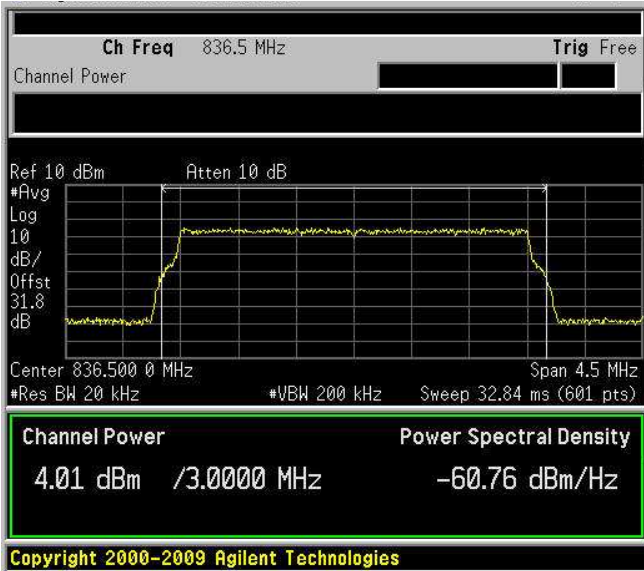 Ch Freq 836.5 MHz Trig Free
Channel Power
Ref 10 dBm Atten 10 dB
#Avg
Log
10
dB/
Offst
31.8
dB
Center 836.500 0 MHz Span 4.5 MHz
#Res BW 20 kHz #VBW 200 kHz Sweep 32.84 ms (601 pts)
Channel Power Power Spectral Density
4.01 dBm /3.0000 MHz -60.76 dBm/Hz
Copyright 2000-2009 Agilent Technologies